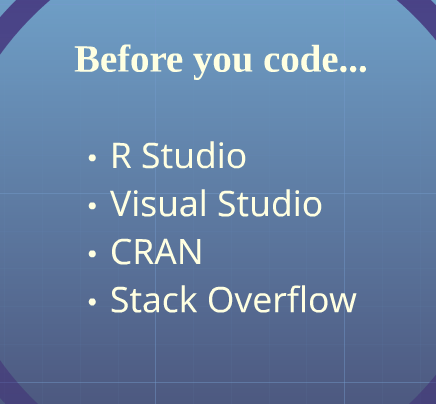 Before you code...
• R Studio
• Visual Studio
• CRAN
• Stack Overflow